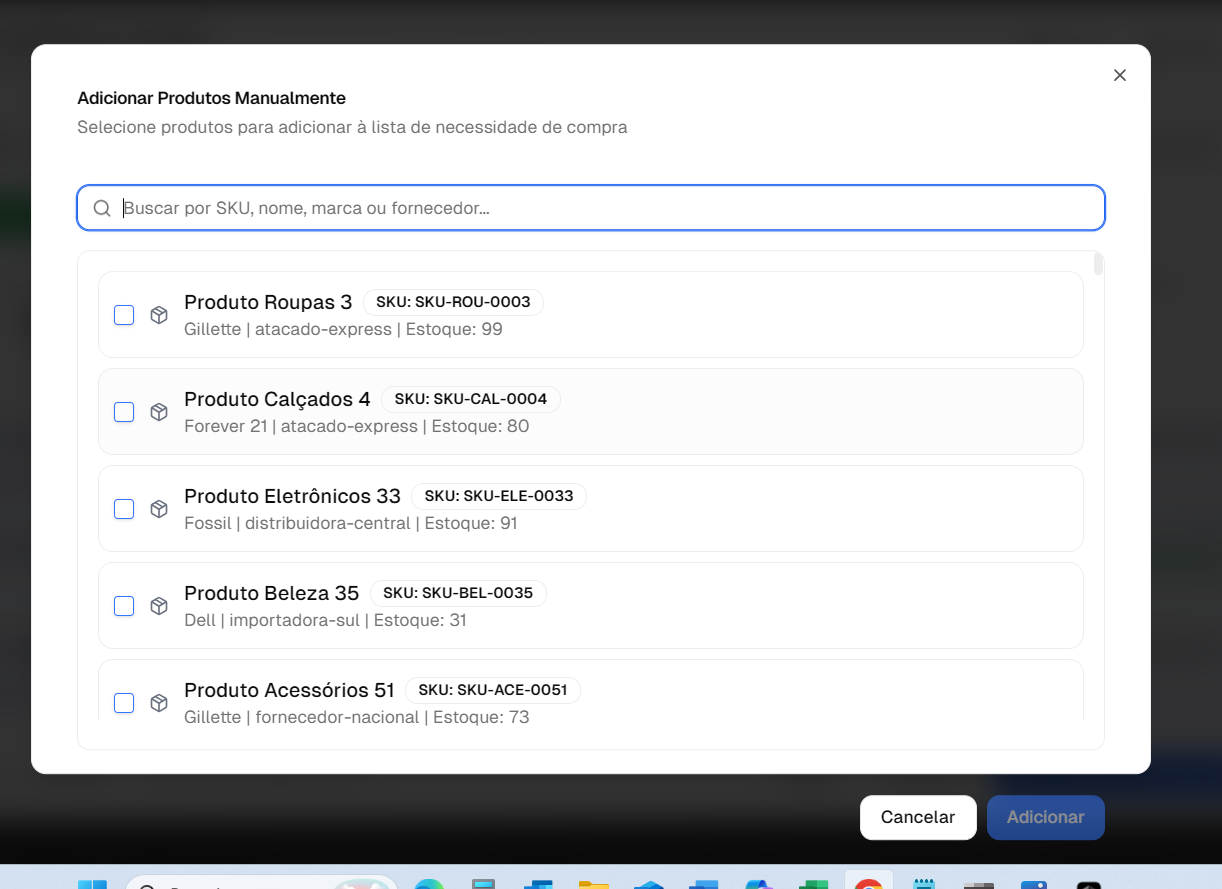 Adicionar Produtos Manualmente
Selecione produtos para adicionar à lista de necessidade de compra
Buscar por SKU, nome, marca ou fornecedor...
Produto Roupas 3 SKU: SKU-ROU-0003
Gillette | atacado-express | Estoque: 99
Produto Calçados 4 SKU: SKU-CAL-0004
Forever 21 | atacado-express | Estoque: 80
Produto Eletrônicos 33 SKU: SKU-ELE-0033
Fossil | distribuidora-central | Estoque: 91
Produto Beleza 35 SKU: SKU-BEL-0035
Dell | importadora-sul | Estoque: 31
Produto Acessórios 51 SKU: SKU-ACE-0051
Gillette | fornecedor-nacional | Estoque: 73
Cancelar Adicionar